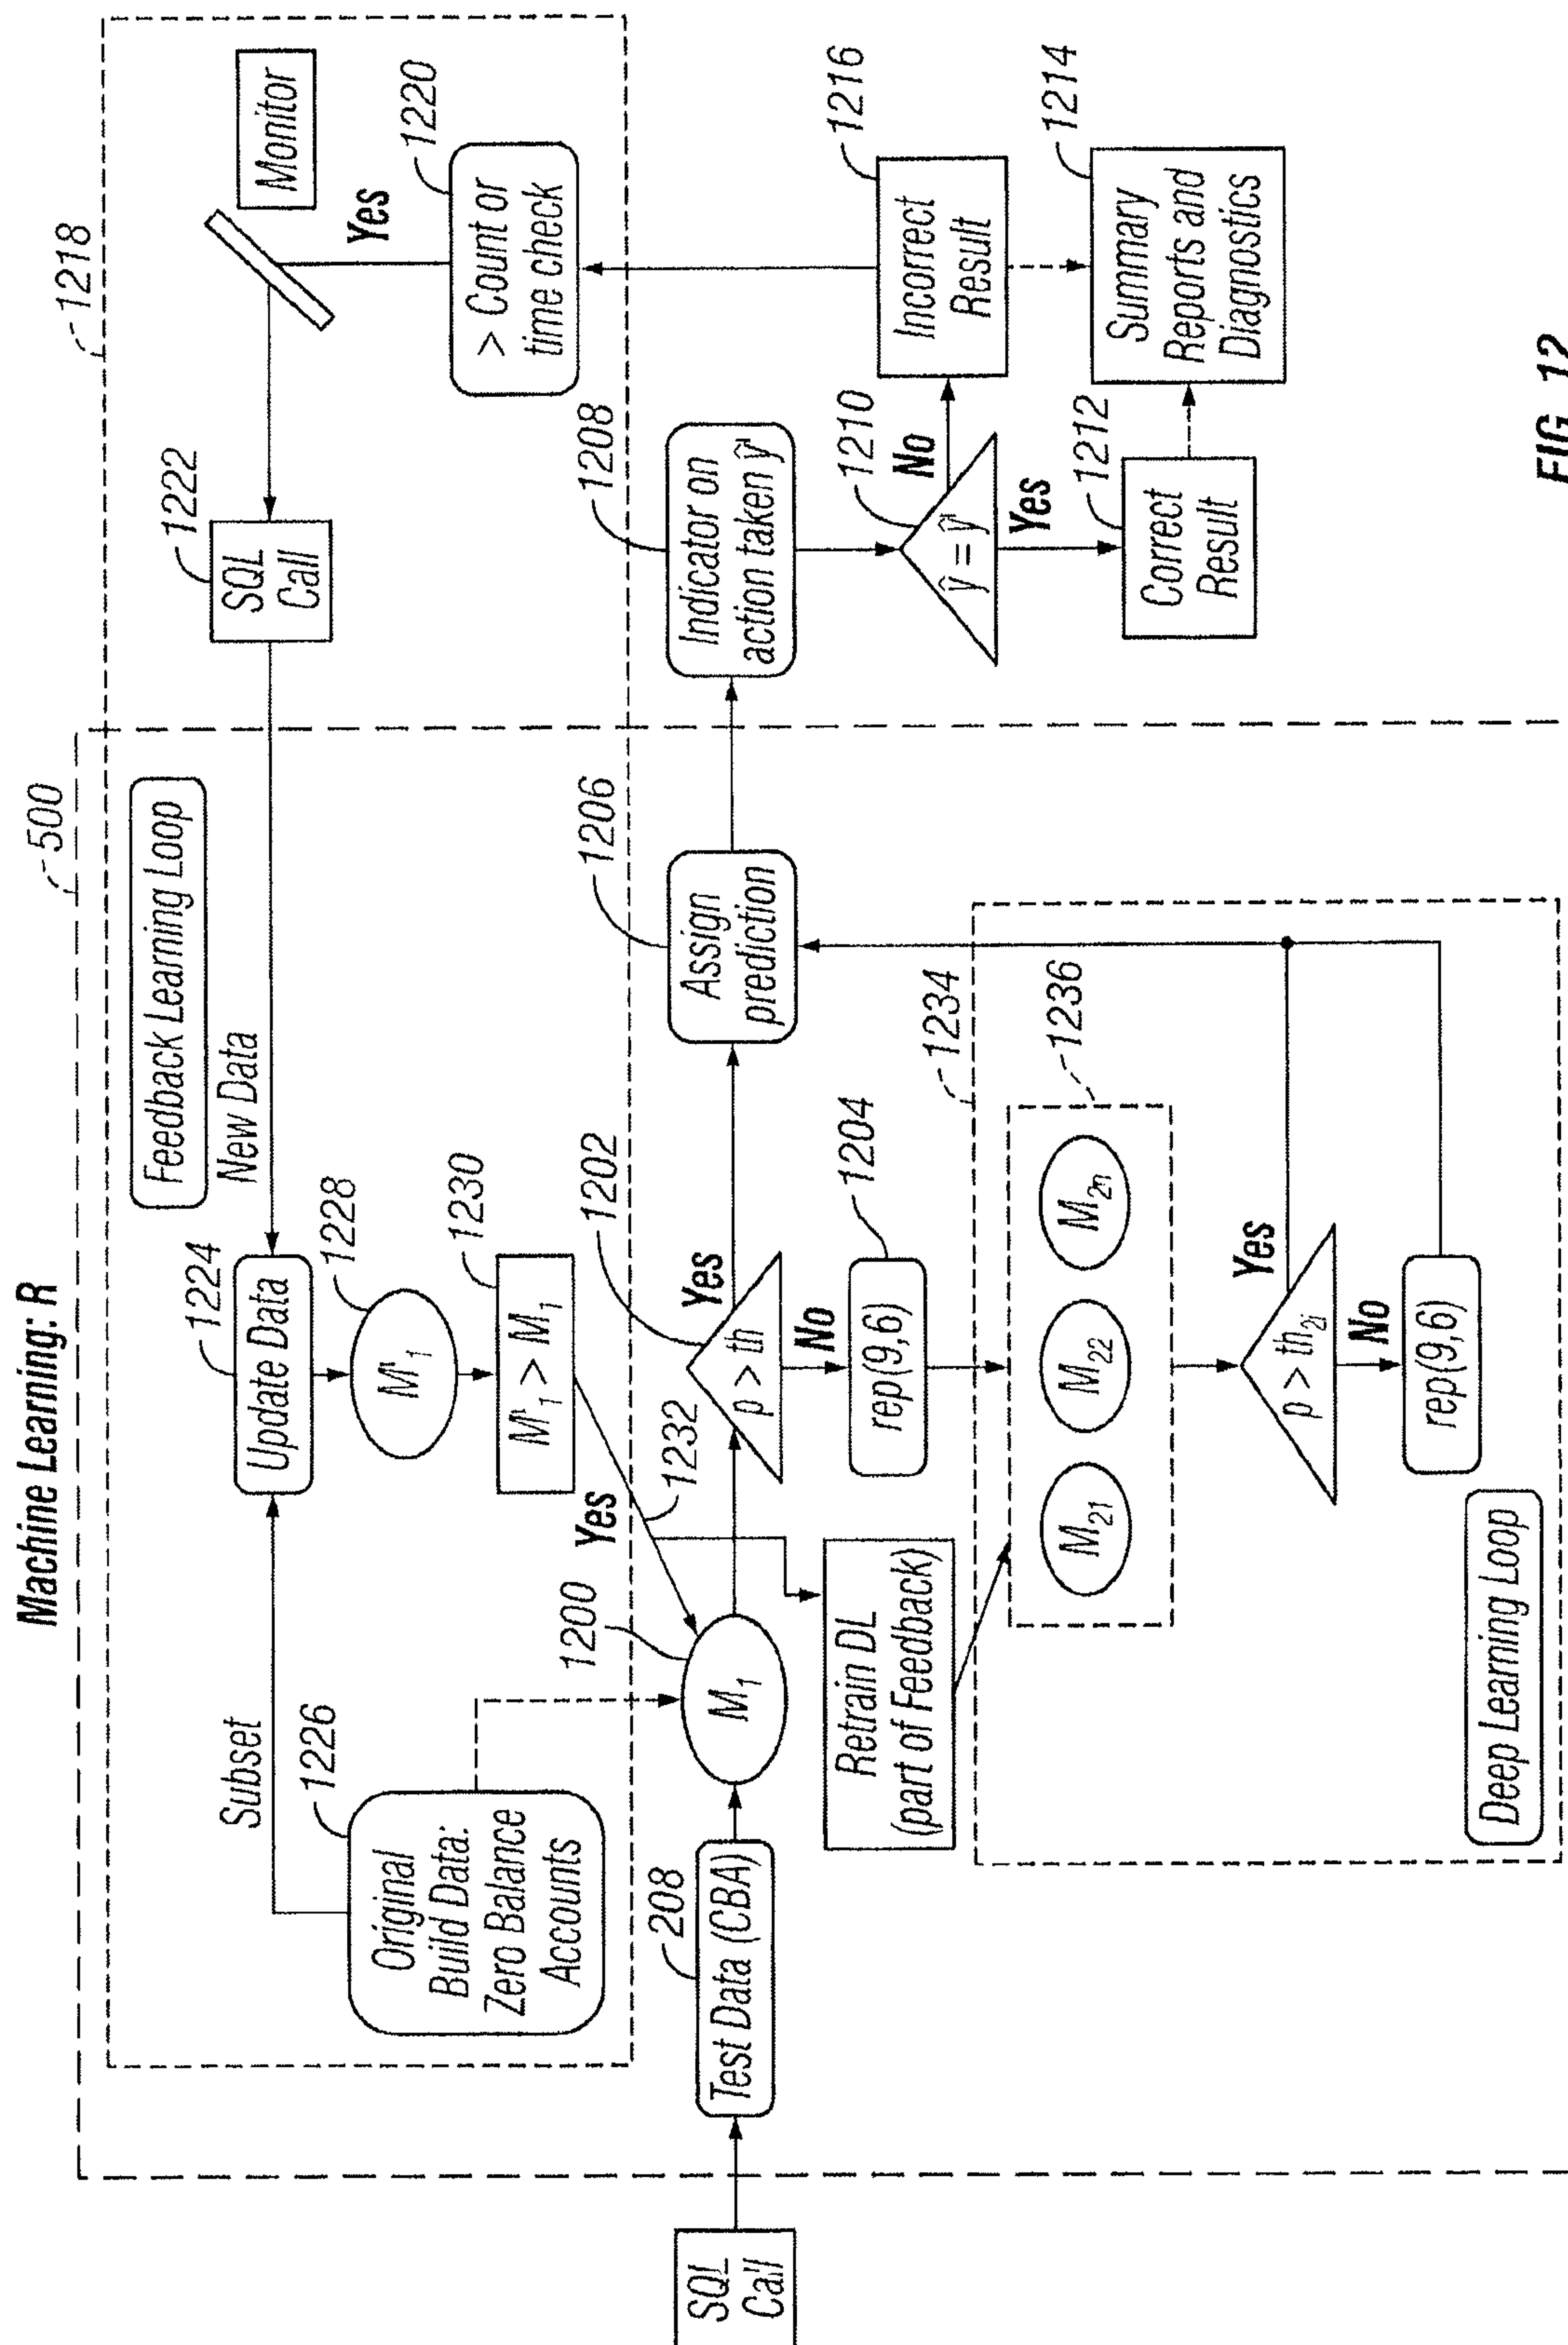 Machine Learning: R
500
1218
Feedback Learning Loop
New Data
Subset
1226
Original
Build Data:
Zero Balance
Accounts
1224
Update Data
1228
M'1
1230
M'1 > M1
Yes
1232
1222
SQL
Call
Monitor
Yes
1220
> Count or
time check
SQL
Call
208
Test Data (CBA)
1200
M1
1202
p > th
Yes
No
1204
rep(9,6)
1206
Assign
prediction
1208
Indicator on
action taken ŷ'
1210
ŷ = ŷ'
No
Yes
1216
Incorrect
Result
1212
Correct
Result
1214
Summary
Reports and
Diagnostics
Retrain DL
(part of Feedback)
1234
1236
M21
M22
M2n
p > th2i
Yes
No
rep(9,6)
Deep Learning Loop
FIG. 12